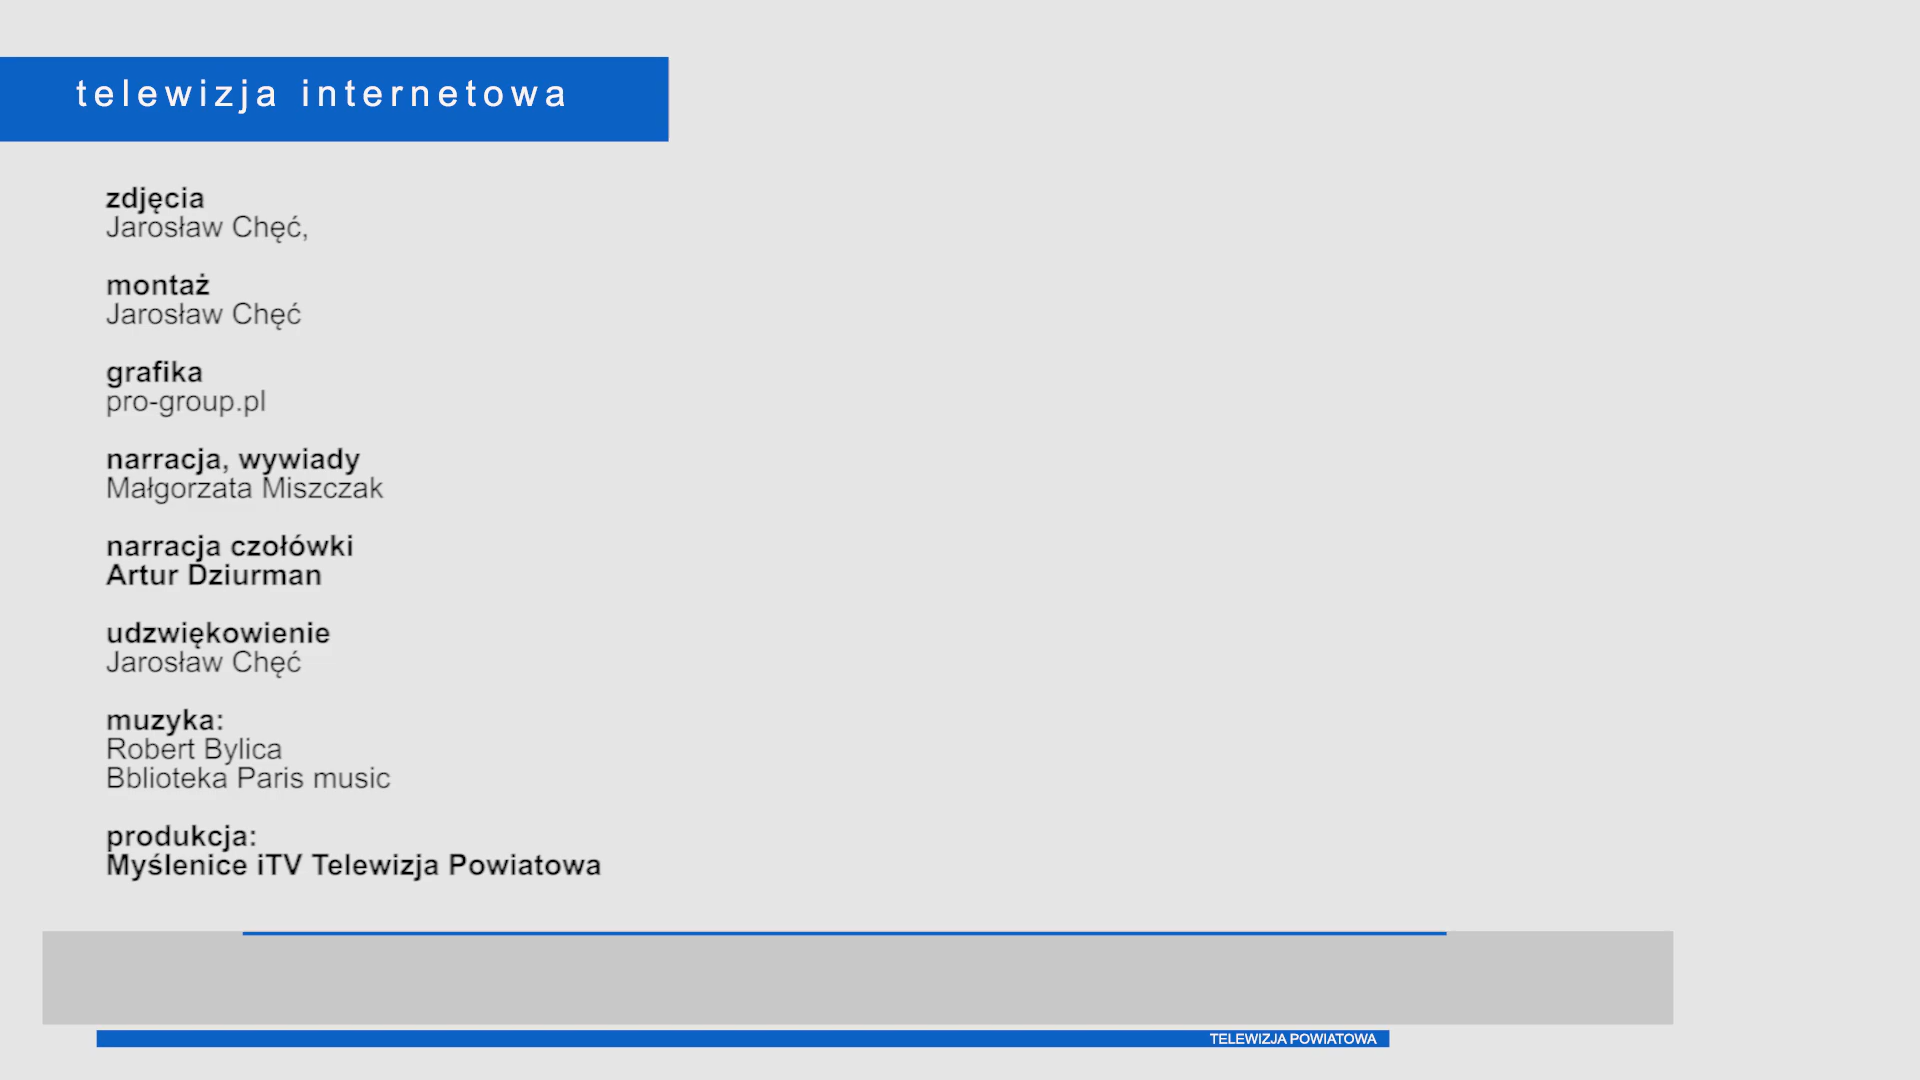 telewizja internetowa
zdjęcia
Jarosław Chęć,
montaż
Jarosław Chęć
grafika
pro-group.pl
narracja, wywiady
Małgorzata Miszczak
narracja czołówki
Artur Dziurman
udzwiękowienie
Jarosław Chęć
muzyka:
Robert Bylica
Bblioteka Paris music
produkcja:
Myślenice iTV Telewizja Powiatowa
TELEWIZJA POWIATOWA